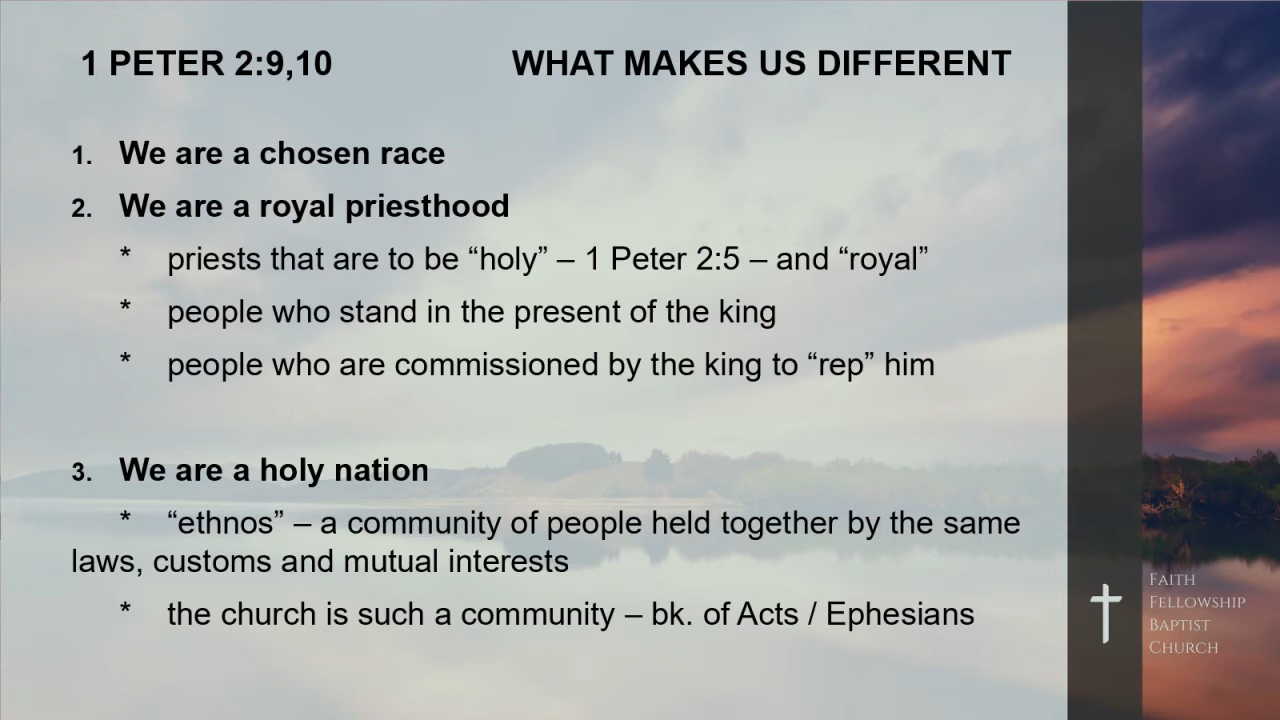 1 PETER 2:9,10 WHAT MAKES US DIFFERENT
1. We are a chosen race
2. We are a royal priesthood
* priests that are to be “holy” – 1 Peter 2:5 – and “royal”
* people who stand in the present of the king
* people who are commissioned by the king to “rep” him
3. We are a holy nation
* “ethnos” – a community of people held together by the same
laws, customs and mutual interests
* the church is such a community – bk. of Acts / Ephesians
FAITH
FELLOWSHIP
BAPTIST
CHURCH